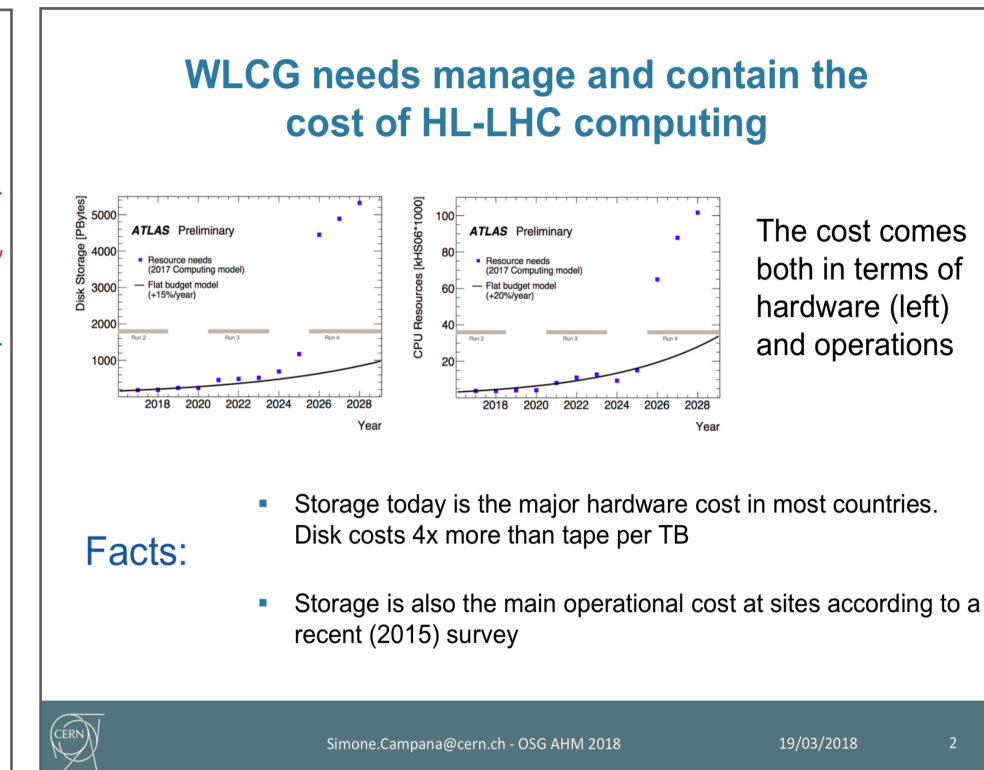 WLCG needs manage and contain the
cost of HL-LHC computing
Disk Storage [PBytes]
5000
4000
3000
2000
1000
ATLAS Preliminary
Resource needs
(2017 Computing model)
Flat budget model
(+15%/year)
Run 2
Run 3
Run 4
2018 2020 2022 2024 2026 2028
Year
CPU Resources [kHS06*1000]
100
80
60
40
20
ATLAS Preliminary
Resource needs
(2017 Computing model)
Flat budget model
(+20%/year)
Run 2
Run 3
Run 4
2018 2020 2022 2024 2026 2028
Year
The cost comes
both in terms of
hardware (left)
and operations
Facts:
Storage today is the major hardware cost in most countries.
Disk costs 4x more than tape per TB
Storage is also the main operational cost at sites according to a
recent (2015) survey
CERN
Simone.Campana@cern.ch - OSG AHM 2018
19/03/2018
2